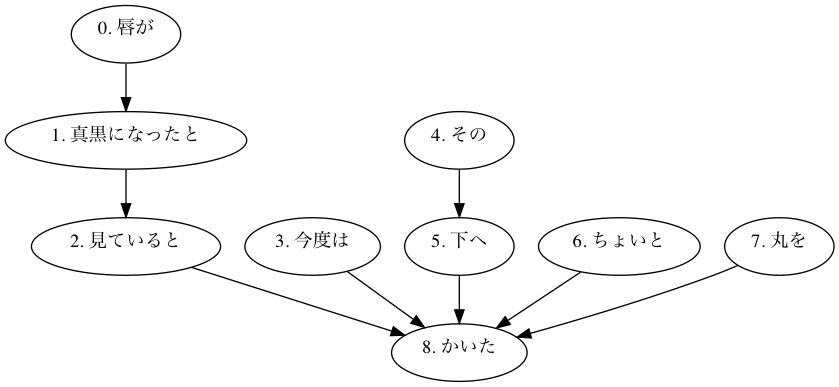 0. 唇が
1. 真黒になったと
4. その
2. 見ていると
3. 今度は
5. 下へ
6. ちょいと
7. 丸を
8. かいた